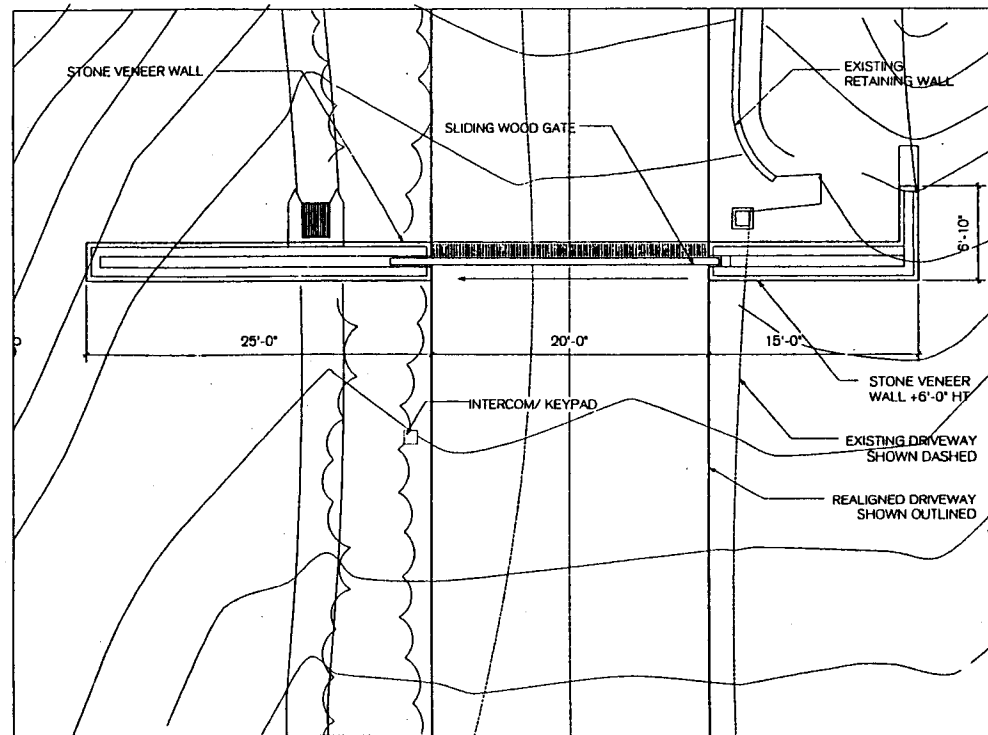 STONE VENEER WALL
EXISTING
RETAINING WALL
SLIDING WOOD GATE
6'-10"
25'-0"
20'-0"
15'-0"
STONE VENEER
WALL +6'-0" HT
INTERCOM/ KEYPAD
EXISTING DRIVEWAY
SHOWN DASHED
REALIGNED DRIVEWAY
SHOWN OUTLINED